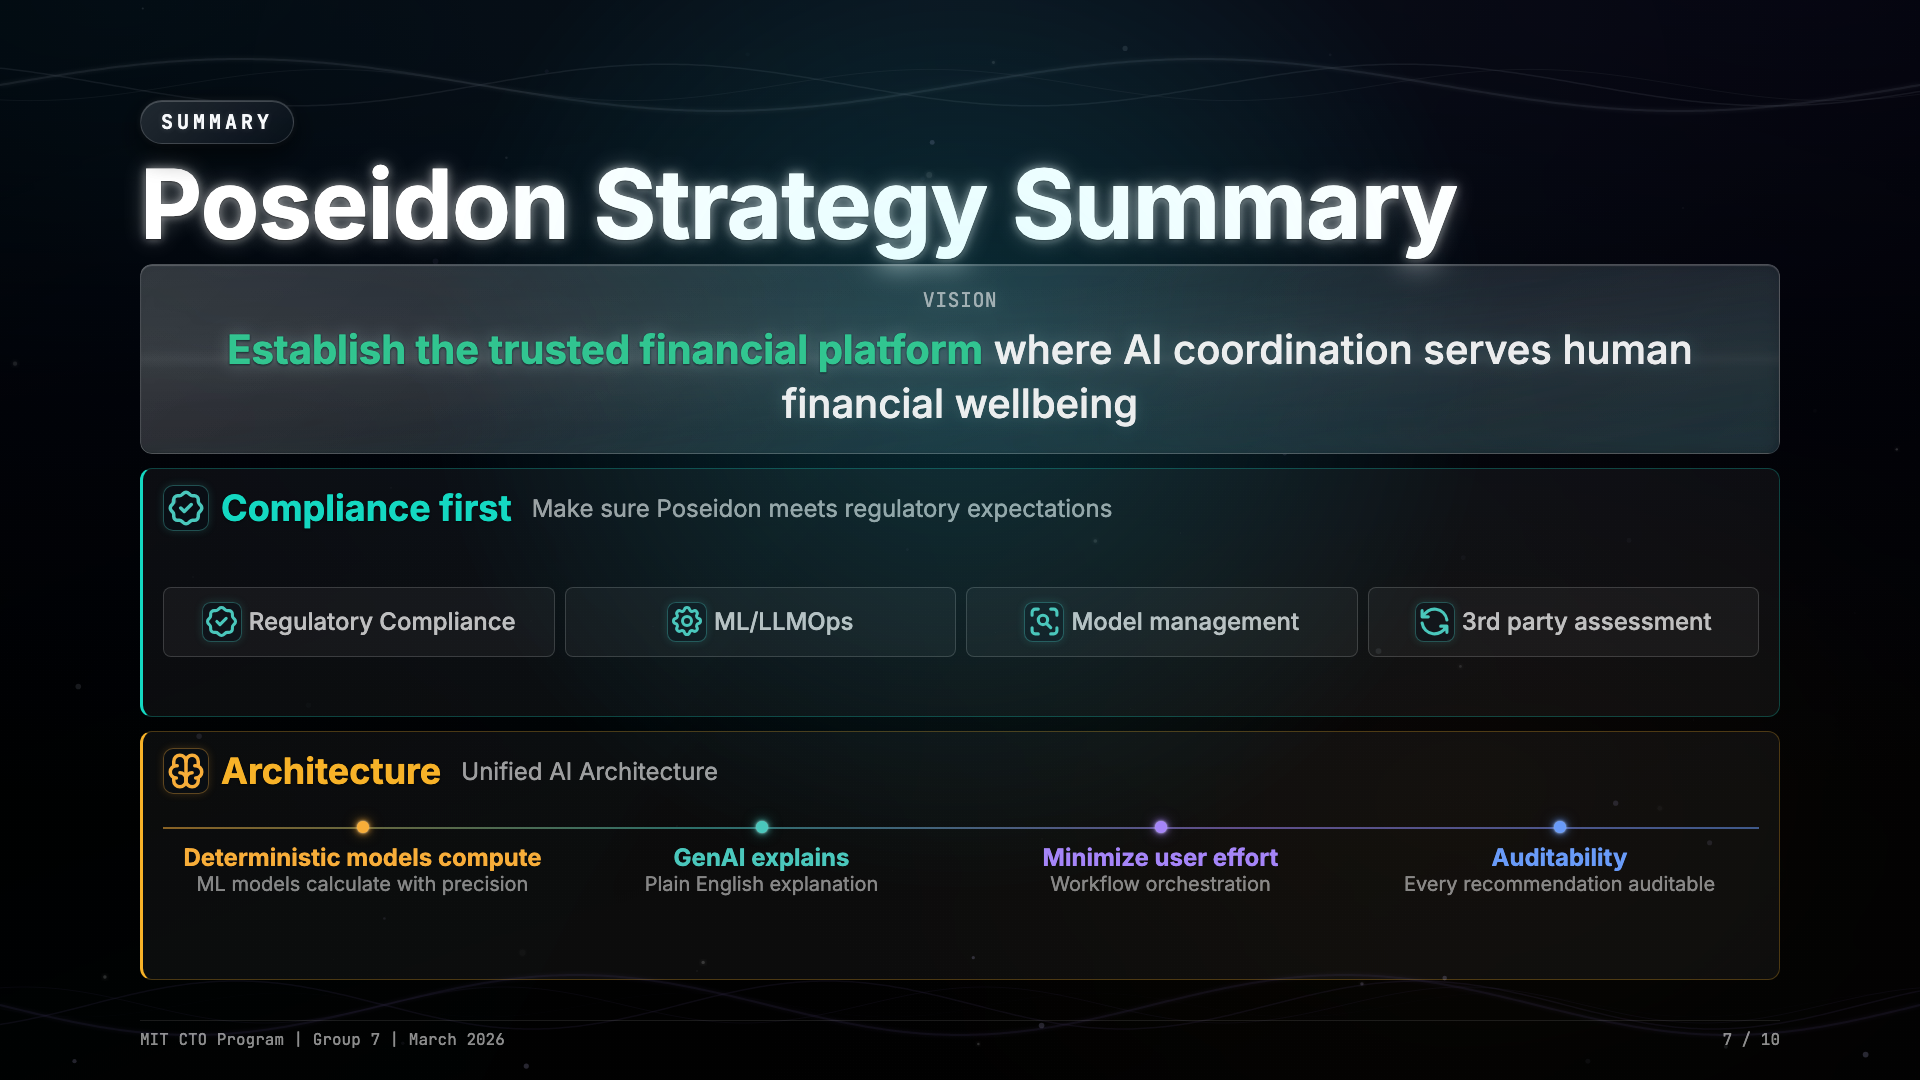 SUMMARY
Poseidon Strategy Summary
VISION
Establish the trusted financial platform where AI coordination serves human
financial wellbeing
Compliance first Make sure Poseidon meets regulatory expectations
Regulatory Compliance
ML/LLMOps
Model management
3rd party assessment
Architecture Unified AI Architecture
Deterministic models compute
ML models calculate with precision
GenAI explains
Plain English explanation
Minimize user effort
Workflow orchestration
Auditability
Every recommendation auditable
MIT CTO Program | Group 7 | March 2026
7 / 10